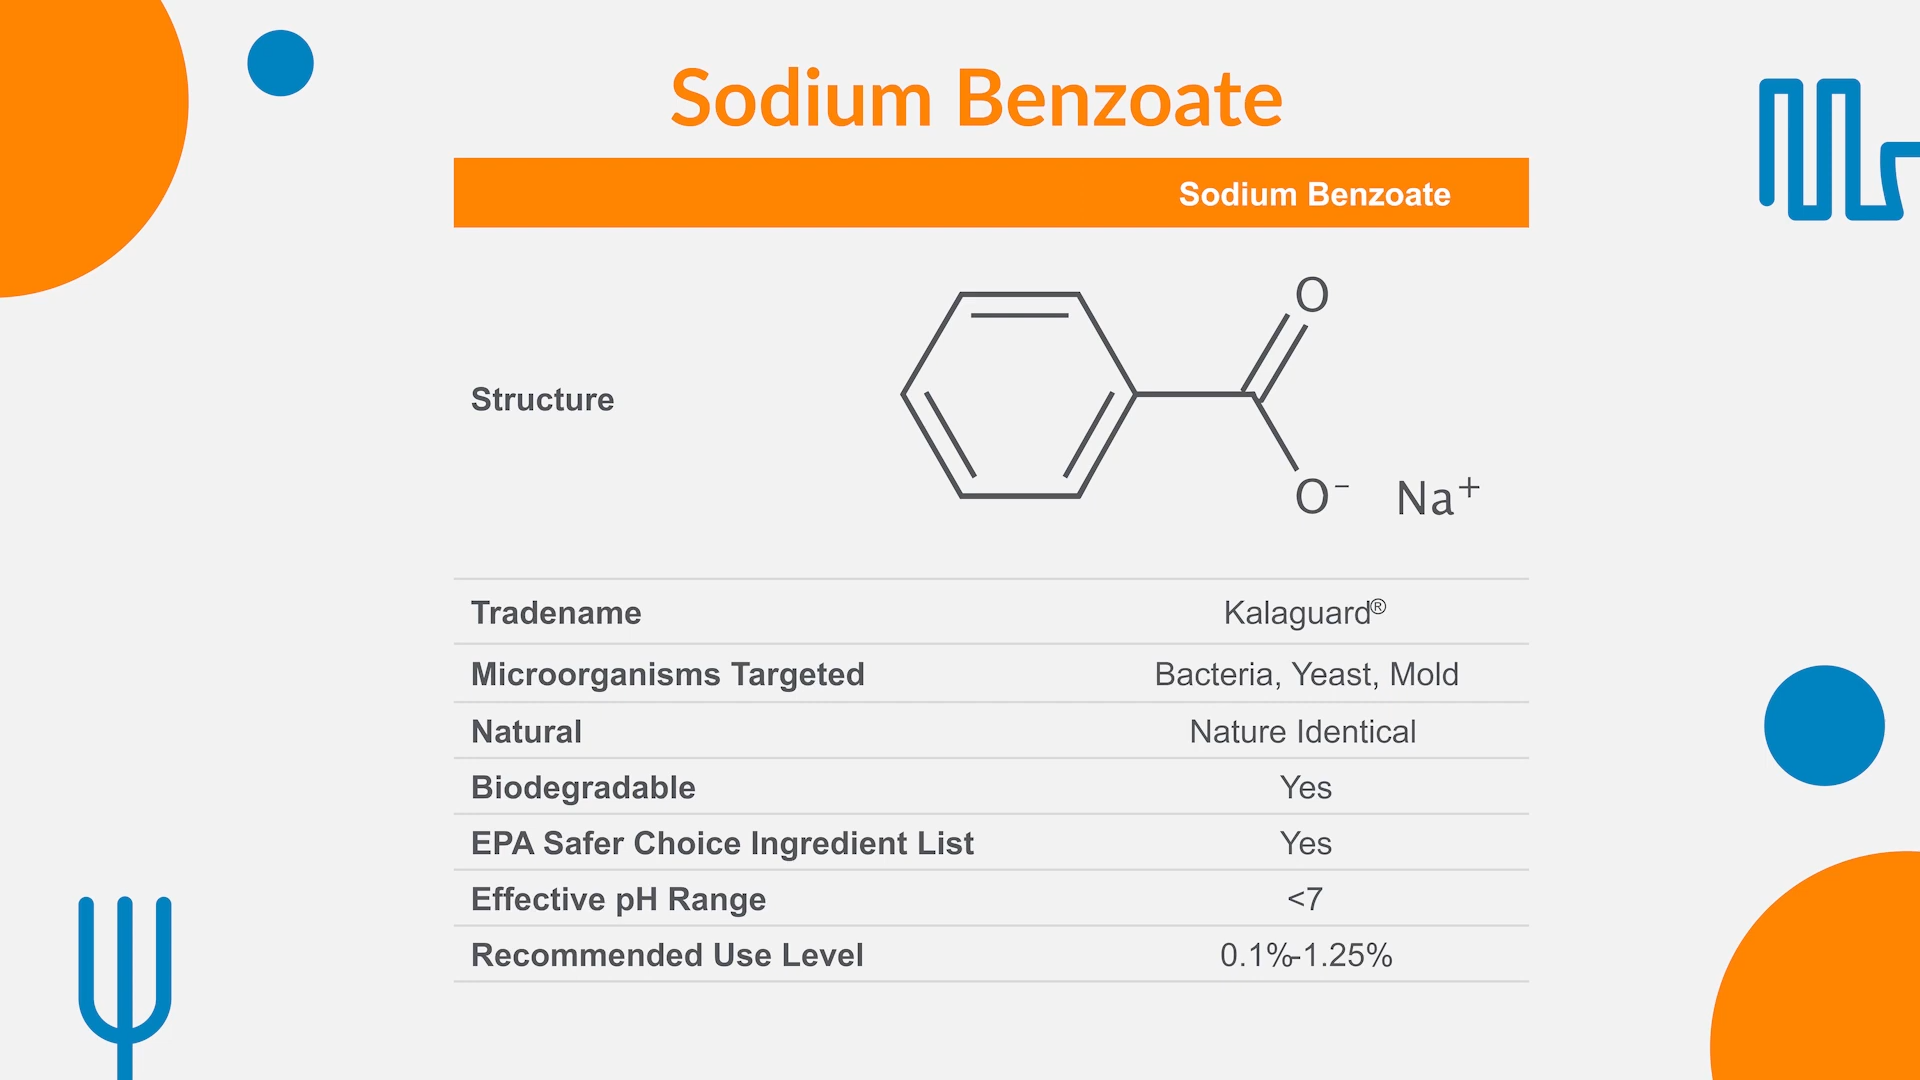 Sodium Benzoate
Sodium Benzoate
Structure
O
O⁻ Na⁺
Tradename Kalaguard®
Microorganisms Targeted Bacteria, Yeast, Mold
Natural Nature Identical
Biodegradable Yes
EPA Safer Choice Ingredient List Yes
Effective pH Range <7
Recommended Use Level 0.1%-1.25%